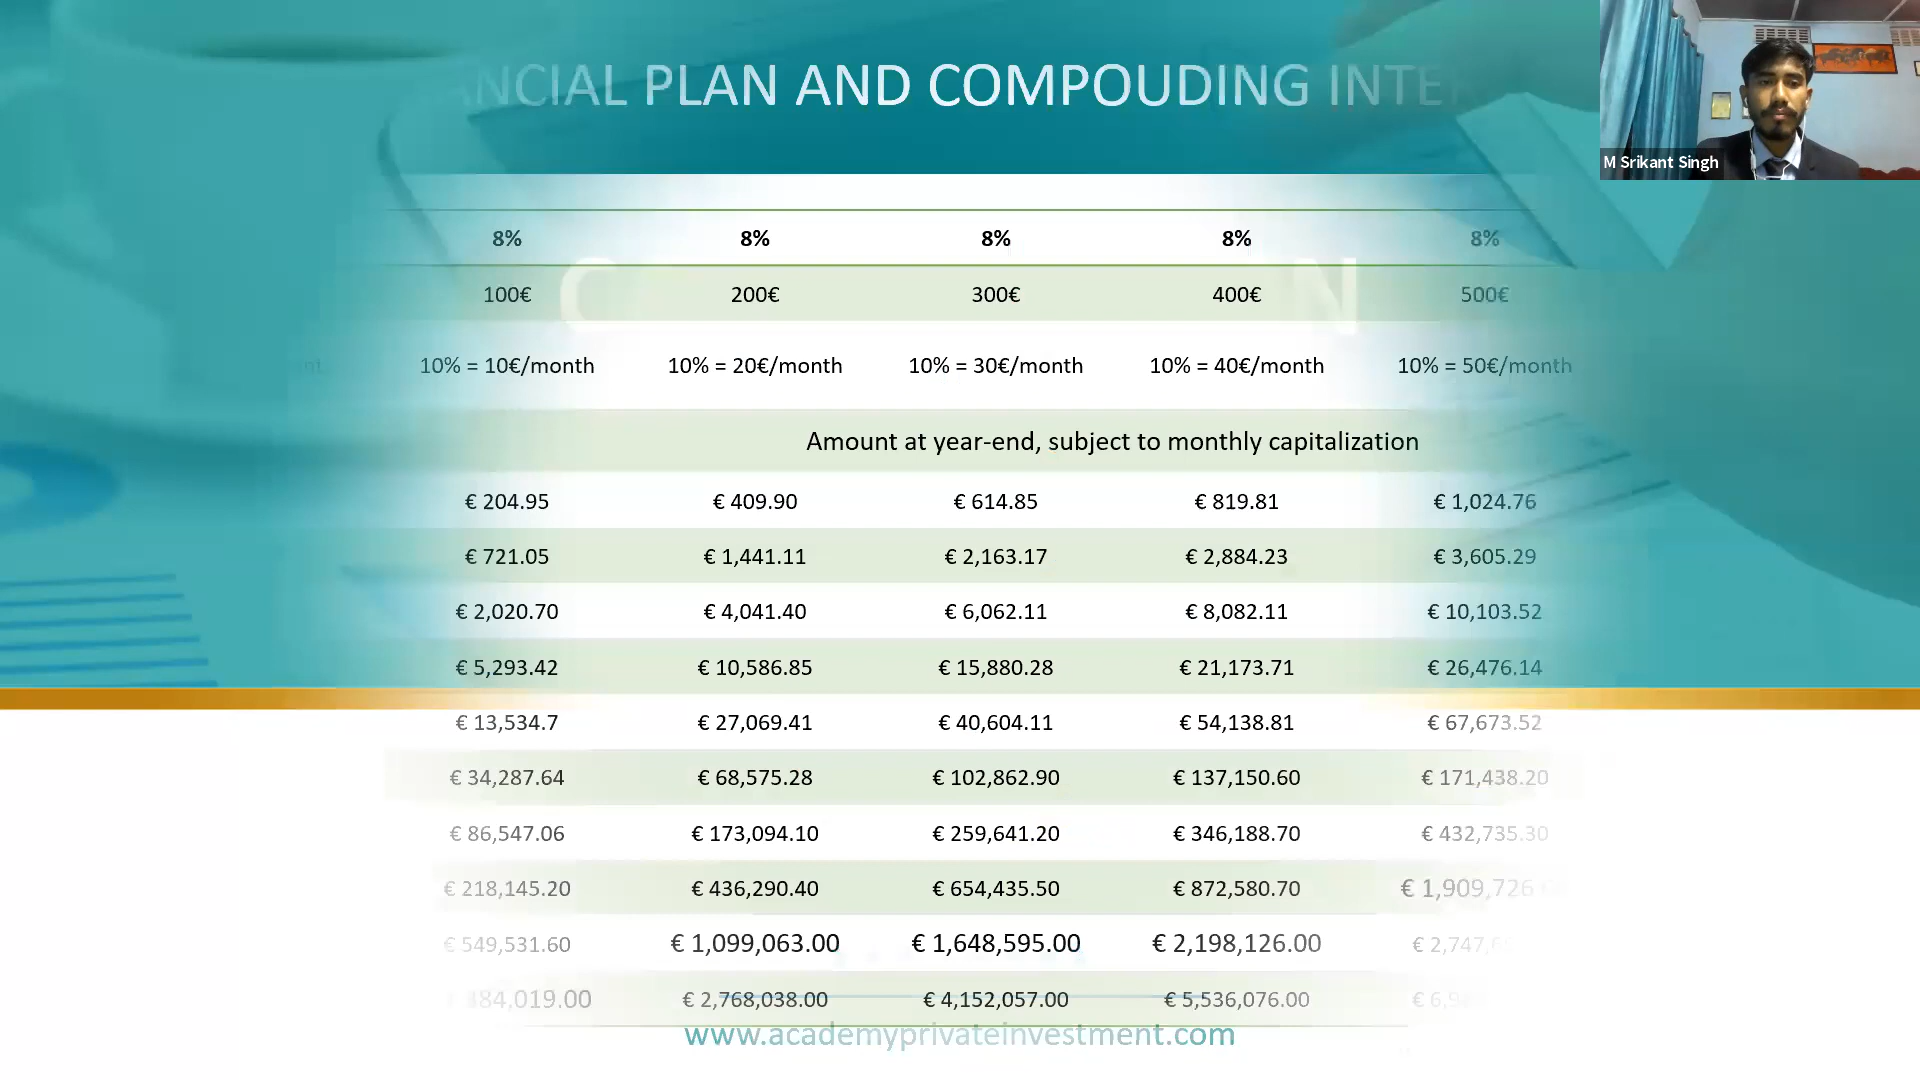 NCIAL PLAN AND COMPOUDING INTE
M Srikant Singh
8% 8% 8% 8% 8%
100€ 200€ 300€ 400€ 500€
10% = 10€/month 10% = 20€/month 10% = 30€/month 10% = 40€/month 10% = 50€/month
Amount at year-end, subject to monthly capitalization
€ 204.95 € 409.90 € 614.85 € 819.81 € 1,024.76
€ 721.05 € 1,441.11 € 2,163.17 € 2,884.23 € 3,605.29
€ 2,020.70 € 4,041.40 € 6,062.11 € 8,082.11 € 10,103.52
€ 5,293.42 € 10,586.85 € 15,880.28 € 21,173.71 € 26,476.14
€ 13,534.7 € 27,069.41 € 40,604.11 € 54,138.81 € 67,673.52
€ 34,287.64 € 68,575.28 € 102,862.90 € 137,150.60 € 171,438.20
€ 86,547.06 € 173,094.10 € 259,641.20 € 346,188.70 € 432,735.30
€ 218,145.20 € 436,290.40 € 654,435.50 € 872,580.70 € 1,909,726
€ 549,531.60 € 1,099,063.00 € 1,648,595.00 € 2,198,126.00 € 2,747,6
484,019.00 € 2,768,038.00 € 4,152,057.00 € 5,536,076.00
www.academyprivateinvestment.com